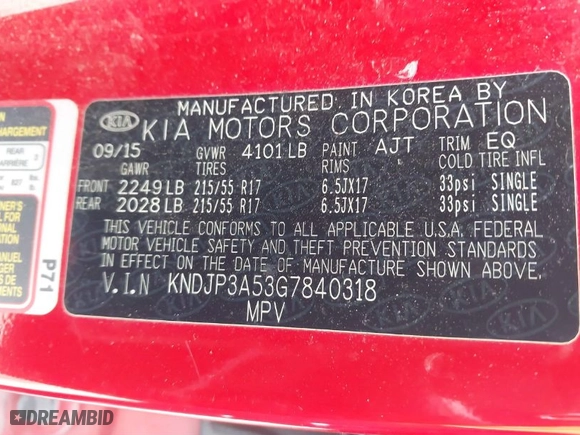 MANUFACTURED IN KOREA BY
KIA KIA MOTORS CORPORATION
09/15 GVWR 4101LB PAINT AJT TRIM EQ
GAWR TIRES RIMS COLD TIRE INFL
FRONT 2249LB 215/55 R17 6.5JX17 33psi SINGLE
REAR 2028LB 215/55 R17 6.5JX17 33psi SINGLE
THIS VEHICLE CONFORMS TO ALL APPLICABLE U.S.A. FEDERAL
MOTOR VEHICLE SAFETY AND THEFT PREVENTION STANDARDS
IN EFFECT ON THE DATE OF MANUFACTURE SHOWN ABOVE.
V.I.N KNDJP3A53G7840318
MPV
REAR
P71
DREAMBID